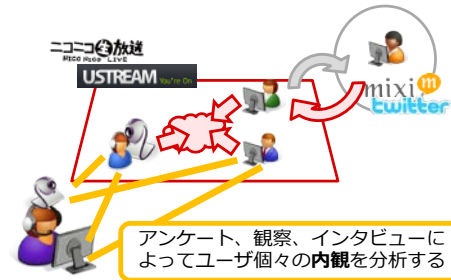 ニコニコ生放送
NICO NICO LIVE
USTREAM You're On
mixi
twitter
アンケート、観察、インタビューに
よってユーザ個々の内観を分析する